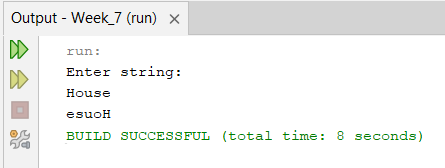 Output - Week_7 (run)
run:
Enter string:
House
esuoH
BUILD SUCCESSFUL (total time: 8 seconds)